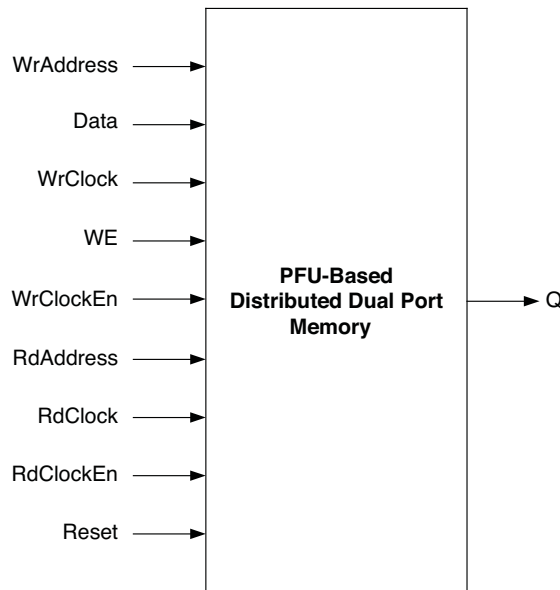 WrAddress
Data
WrClock
WE
WrClockEn
RdAddress
RdClock
RdClockEn
Reset
PFU-Based
Distributed Dual Port
Memory
Q